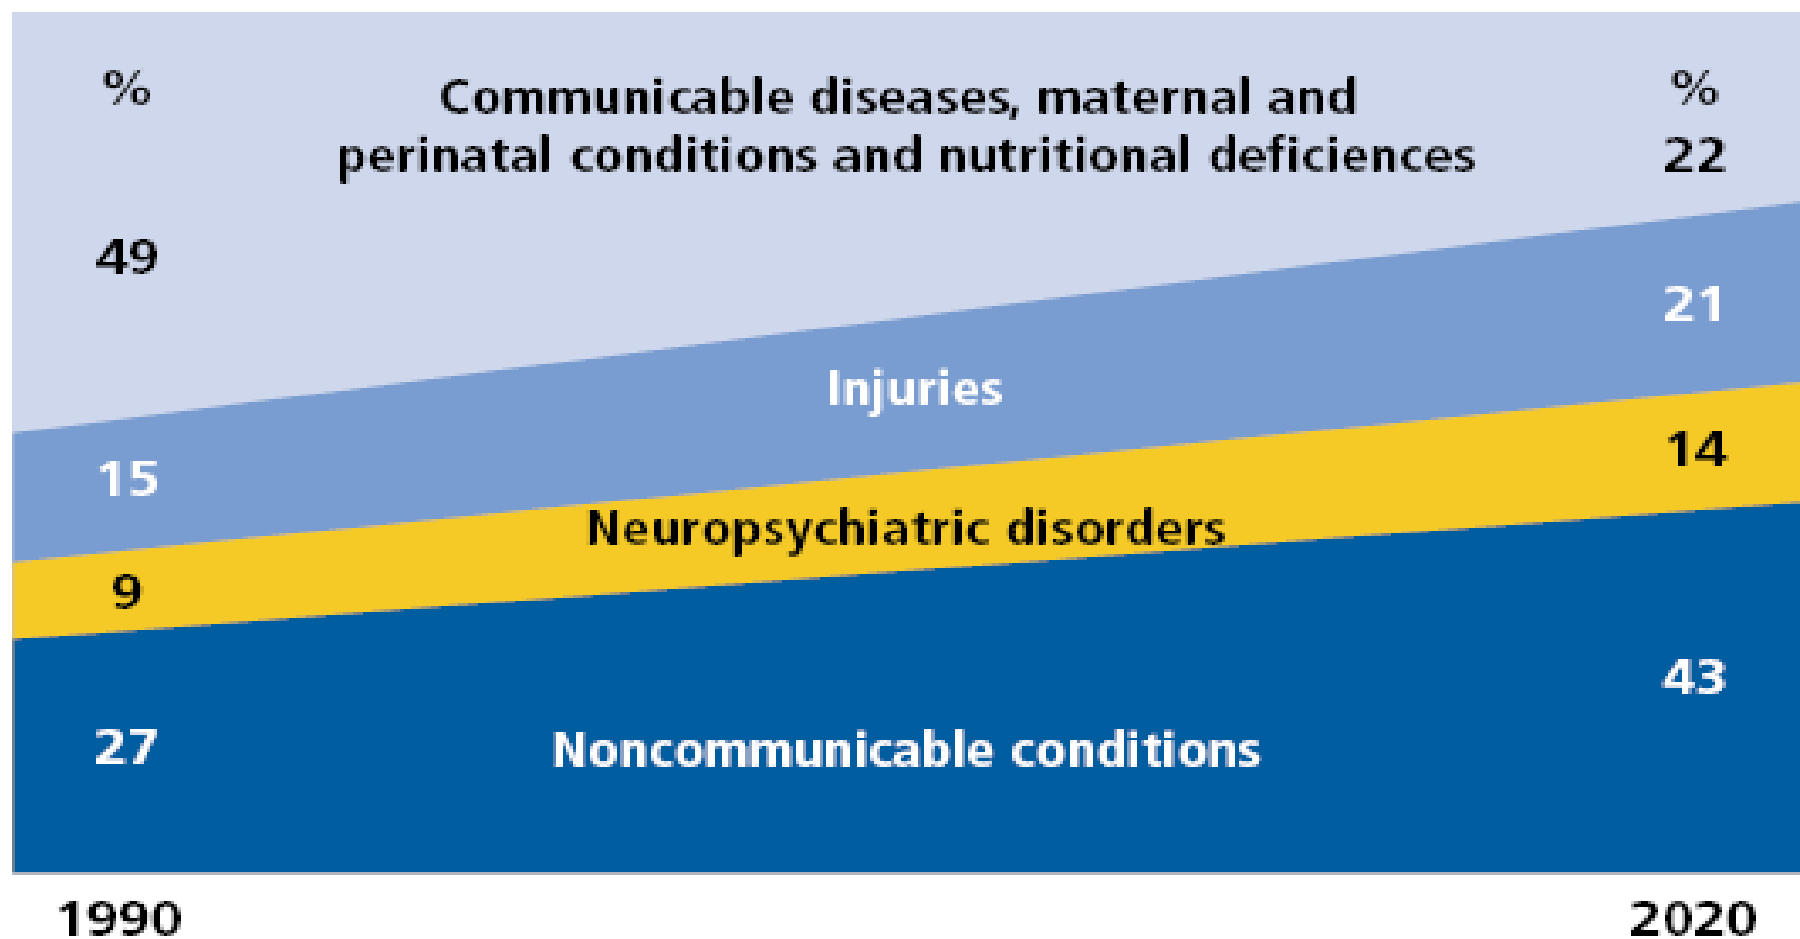 %
Communicable diseases, maternal and
%
perinatal conditions and nutritional deficiences
22
49
21
Injuries
15
14
Neuropsychiatric disorders
9
43
27
Noncommunicable conditions
1990
2020